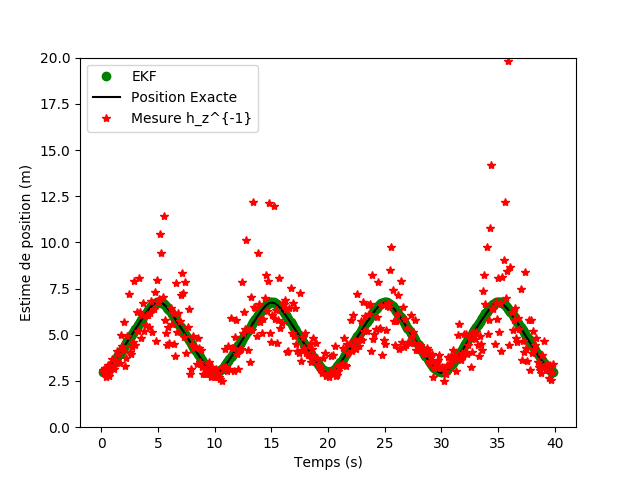 EKF
Position Exacte
Mesure h_z^{-1}
Estime de position (m)
20.0
17.5
15.0
12.5
10.0
7.5
5.0
2.5
0.0
0 5 10 15 20 25 30 35 40
Temps (s)